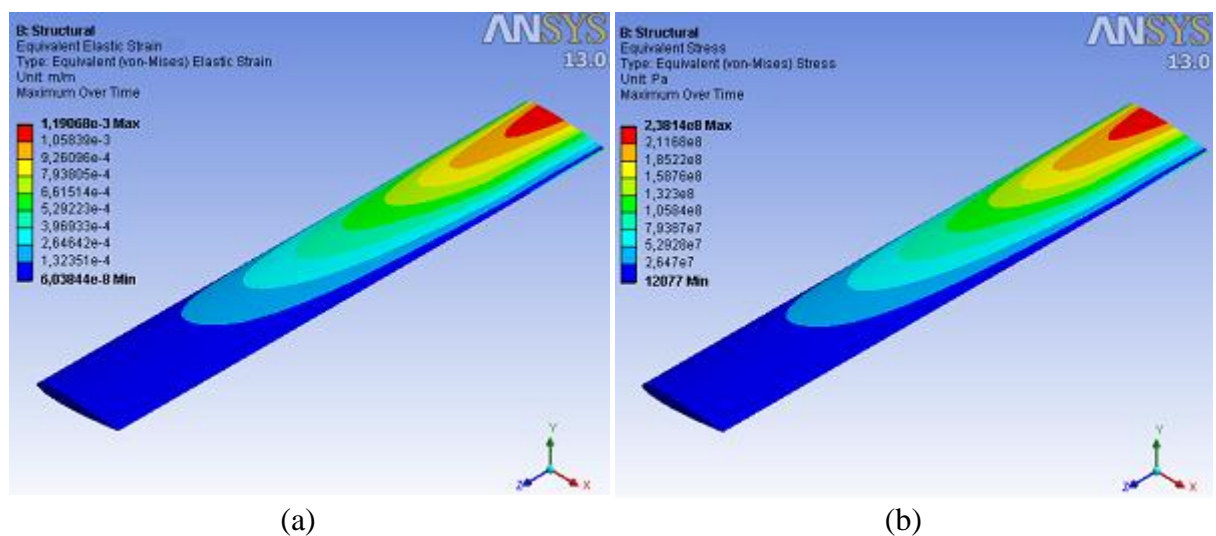 B: Structural
Equivalent Elastic Strain
Type: Equivalent (von-Mises) Elastic Strain
Unit: m/m
Maximum Over Time
ANSYS
13.0
1,19068e-3 Max
1,05839e-3
9,26096e-4
7,93805e-4
6,61514e-4
5,29223e-4
3,96933e-4
2,64642e-4
1,32351e-4
6,03844e-8 Min
Y
Z
X
(a)
B: Structural
Equivalent Stress
Type: Equivalent (von-Mises) Stress
Unit: Pa
Maximum Over Time
ANSYS
13.0
2,3814e8 Max
2,1168e8
1,8522e8
1,5876e8
1,323e8
1,0584e8
7,9387e7
5,2928e7
2,647e7
12077 Min
Y
Z
X
(b)